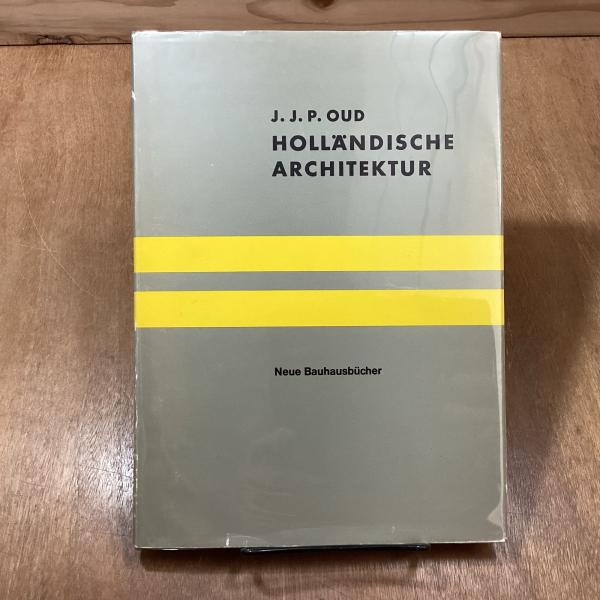 J. J. P. OUD
HOLLÄNDISCHE
ARCHITEKTUR
Neue Bauhausbücher